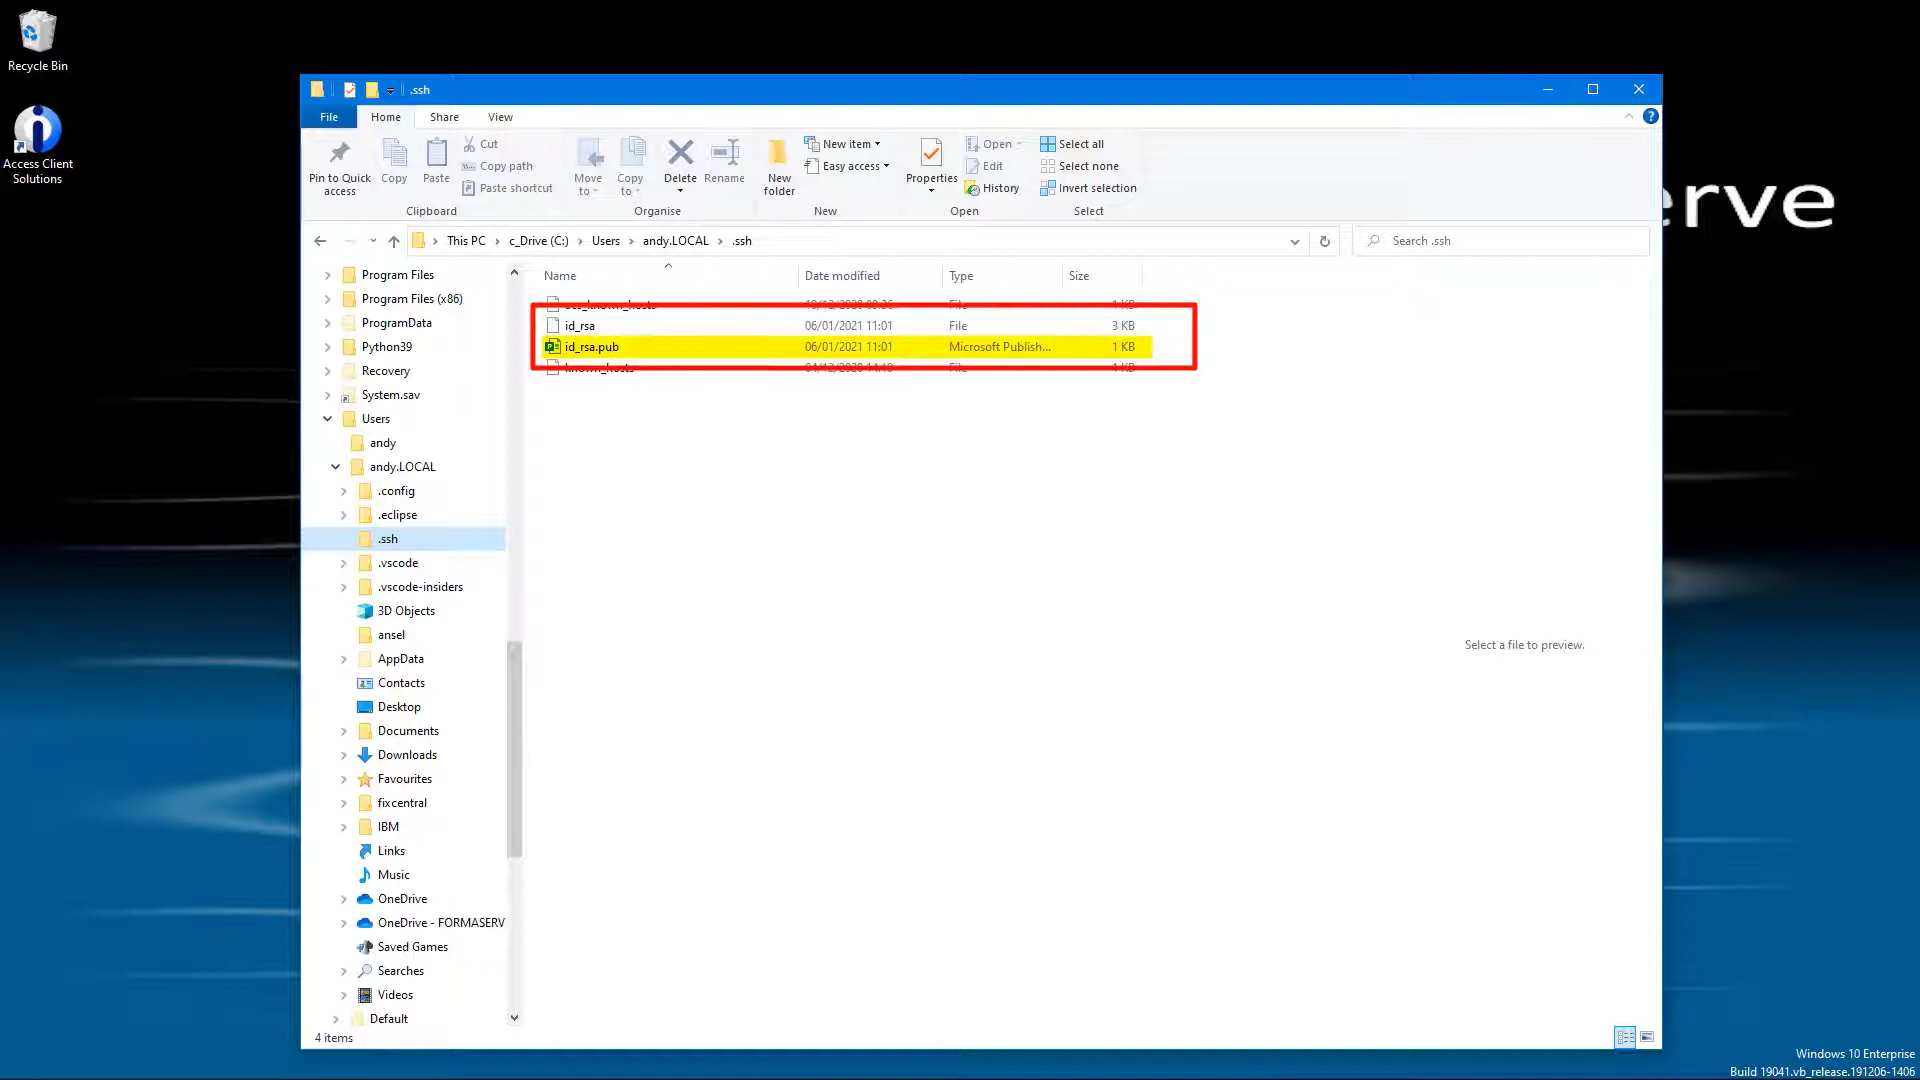 Recycle Bin
Access Client
Solutions
erve
.ssh
File Home Share View
Pin to Quick
access
Copy
Paste
Cut
Copy path
Paste shortcut
Clipboard
Move
to
Copy
to
Delete
Rename
Organise
New
folder
New item
Easy access
New
Properties
Open
Edit
History
Open
Select all
Select none
Invert selection
Select
This PC > c_Drive (C:) > Users > andy.LOCAL > .ssh
Search .ssh
Name Date modified Type Size
id_rsa 06/01/2021 11:01 File 3 KB
id_rsa.pub 06/01/2021 11:01 Microsoft Publish... 1 KB
known_hosts File 1 KB
Program Files
Program Files (x86)
ProgramData
Python39
Recovery
System.sav
Users
andy
andy.LOCAL
.config
.eclipse
.ssh
.vscode
.vscode-insiders
3D Objects
ansel
AppData
Contacts
Desktop
Documents
Downloads
Favourites
fixcentral
IBM
Links
Music
OneDrive
OneDrive - FORMASERV
Saved Games
Searches
Videos
Default
Select a file to preview.
4 items
Windows 10 Enterprise
Build 19041.vb_release.191206-1406